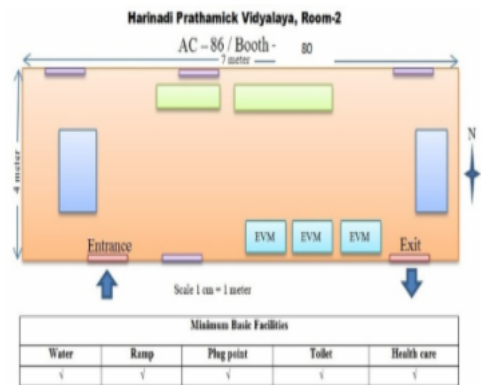 Harinadi Prathamick Vidyalaya, Room-2
AC – 86 / Booth - 80
7 meter
4 meter
N
EVM EVM EVM
Entrance Exit
Scale 1 cm = 1 meter
Minimum Basic Facilities
Water Ramp Plug point Toilet Health care
√ √ √ √ √